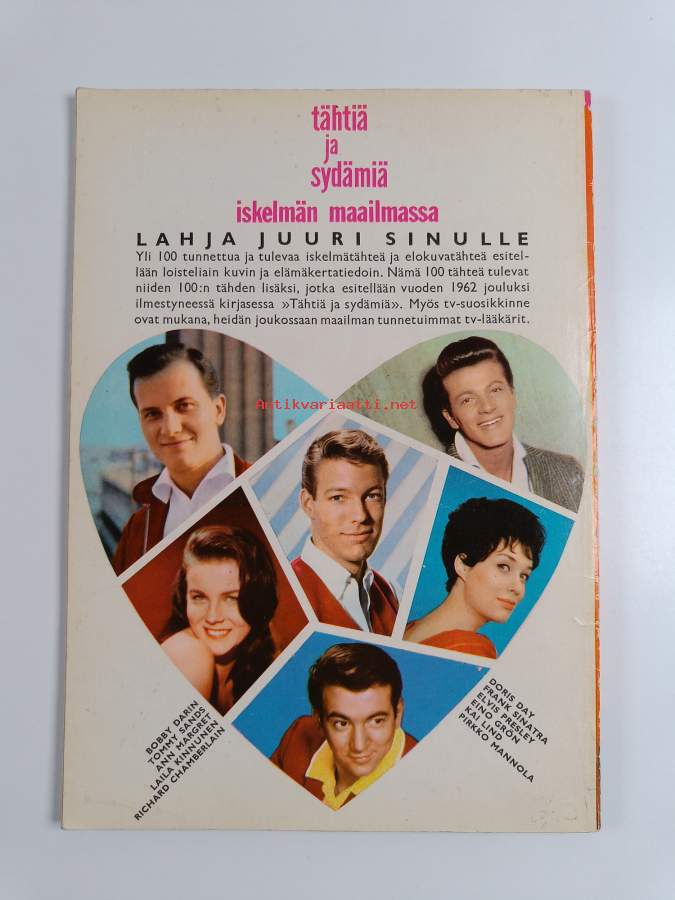 tähtiä
ja
sydämiä
iskelmän maailmassa
LAHJA JUURI SINULLE
Yli 100 tunnettua ja tulevaa iskelmätähteä ja elokuvatähteä esitel-
lään loisteliain kuvin ja elämäkertatiedoin. Nämä 100 tähteä tulevat
niiden 100:n tähden lisäksi, jotka esitellään vuoden 1962 jouluksi
ilmestyneessä kirjasessa »Tähtiä ja sydämiä». Myös tv-suosikkinne
ovat mukana, heidän joukossaan maailman tunnetuimmat tv-lääkärit.
Antikvariaatti.net
BOBBY DARIN
TOMMY SANDS
ANN MARGRET
LAILA KINNUNEN
RICHARD CHAMBERLAIN
DORIS DAY
FRANK SINATRA
ELVIS PRESLEY
EINO GRÖN
KAI LIND
PIRKKO MANNOLA